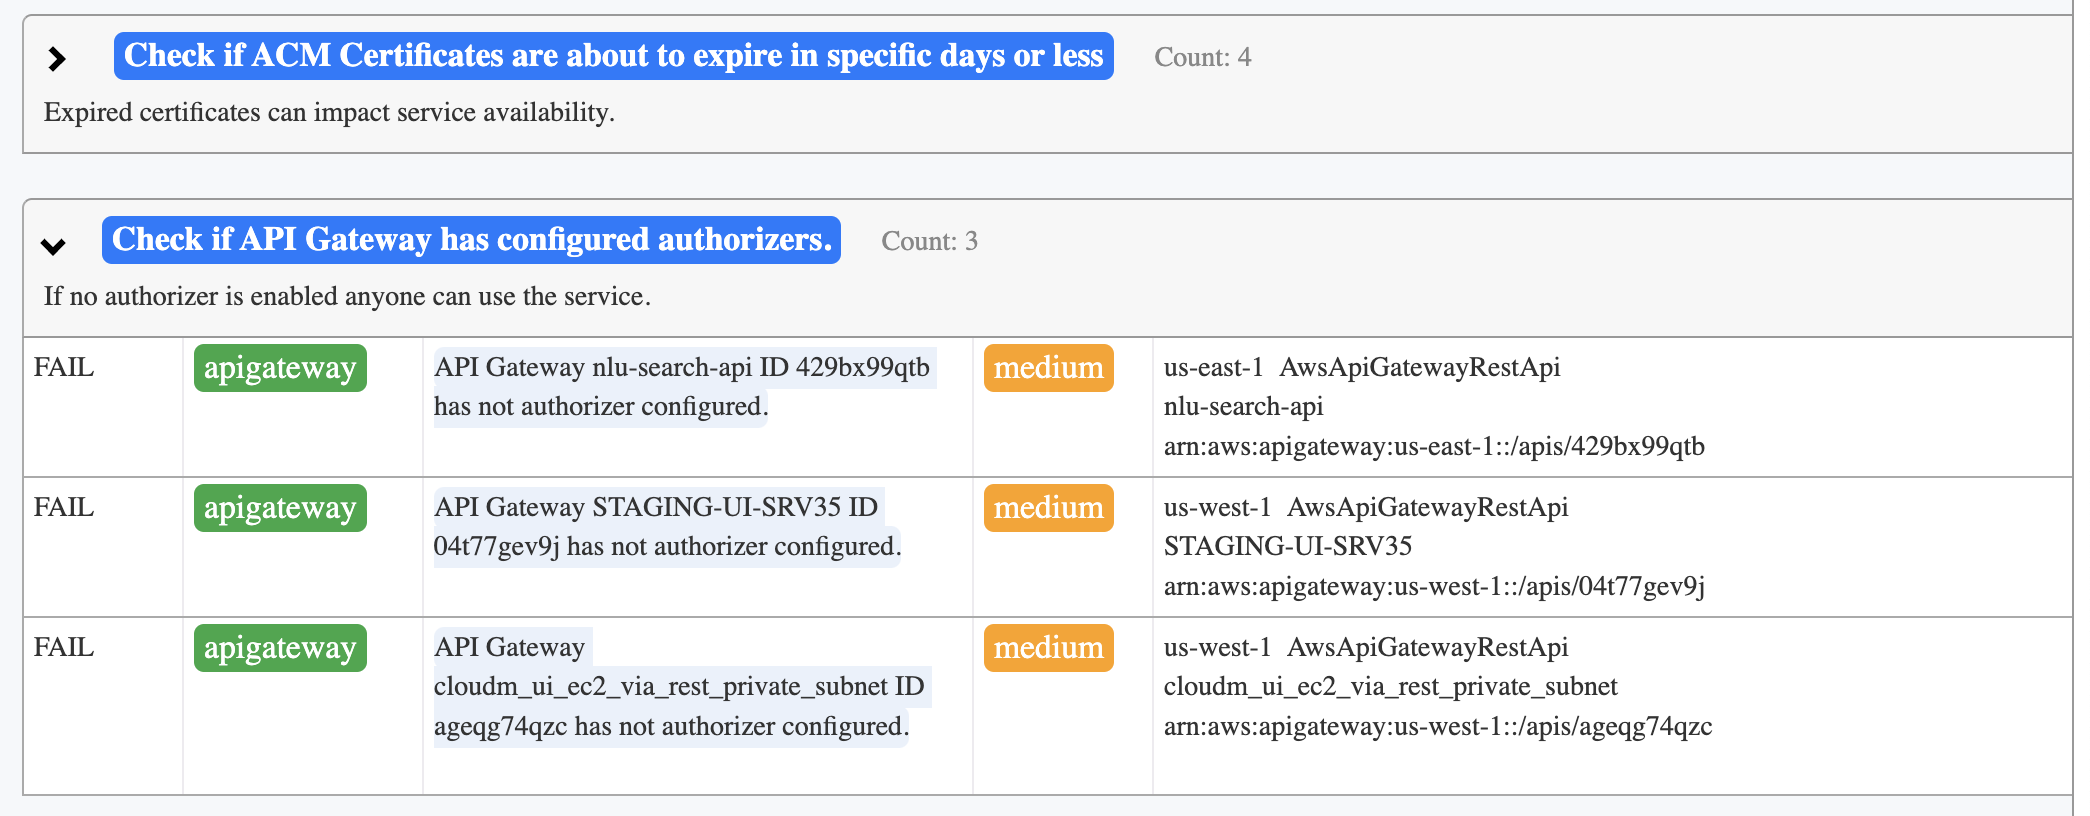 Check if ACM Certificates are about to expire in specific days or less Count: 4
Expired certificates can impact service availability.
Check if API Gateway has configured authorizers. Count: 3
If no authorizer is enabled anyone can use the service.
FAIL
apigateway
API Gateway nlu-search-api ID 429bx99qtb
has not authorizer configured.
medium
us-east-1 AwsApiGatewayRestApi
nlu-search-api
arn:aws:apigateway:us-east-1::/apis/429bx99qtb
FAIL
apigateway
API Gateway STAGING-UI-SRV35 ID
04t77gev9j has not authorizer configured.
medium
us-west-1 AwsApiGatewayRestApi
STAGING-UI-SRV35
arn:aws:apigateway:us-west-1::/apis/04t77gev9j
FAIL
apigateway
API Gateway
cloudm_ui_ec2_via_rest_private_subnet ID
ageqg74qzc has not authorizer configured.
medium
us-west-1 AwsApiGatewayRestApi
cloudm_ui_ec2_via_rest_private_subnet
arn:aws:apigateway:us-west-1::/apis/ageqg74qzc